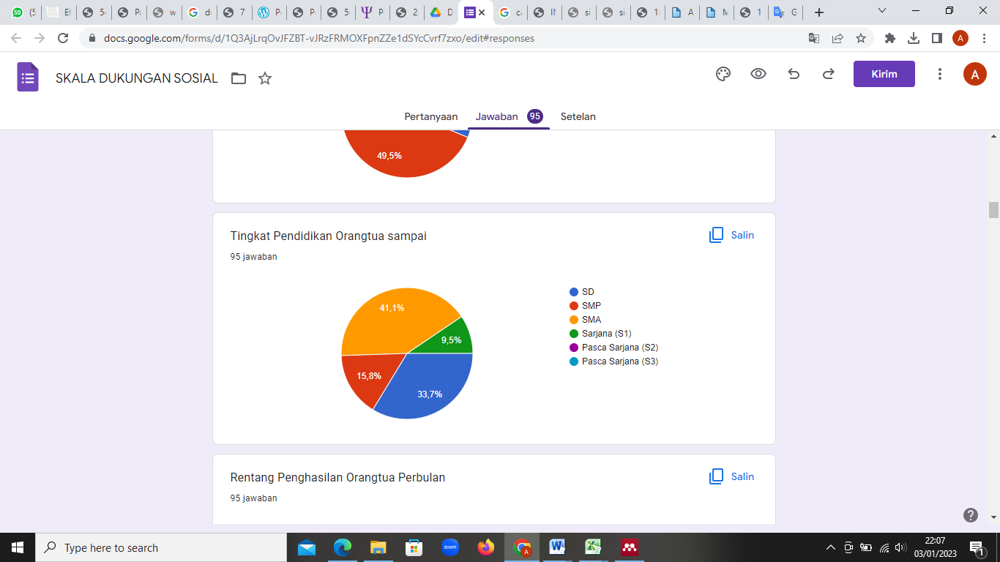 docs.google.com/forms/d/1Q3AjLrqOvJFZBT-vJRzFRMOXFpnZZe1dSYcCvrf7zxo/edit#responses
A
SKALA DUKUNGAN SOSIAL
Kirim
A
Pertanyaan Jawaban 95 Setelan
49,5%
Tingkat Pendidikan Orangtua sampai
Salin
95 jawaban
41,1%
9,5%
15,8%
33,7%
SD
SMP
SMA
Sarjana (S1)
Pasca Sarjana (S2)
Pasca Sarjana (S3)
Rentang Penghasilan Orangtua Perbulan
Salin
95 jawaban
Type here to search
zoom
22:07
03/01/2023
1